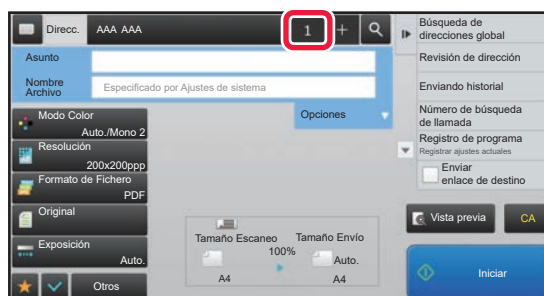 Direcc.
AAA AAA
1
+
Asunto
Nombre
Archivo
Especificado por Ajustes de sistema
Opciones
Modo Color
Auto./Mono 2
Resolución
200x200ppp
Formato de Fichero
PDF
Original
Exposición
Auto.
Otros
Tamaño Escaneo
Tamaño Envío
100%
Auto.
A4
A4
Búsqueda de
direcciones global
Revisión de dirección
Enviando historial
Número de búsqueda
de llamada
Registro de programa
Registrar ajustes actuales
Enviar
enlace de destino
Vista previa
CA
Iniciar